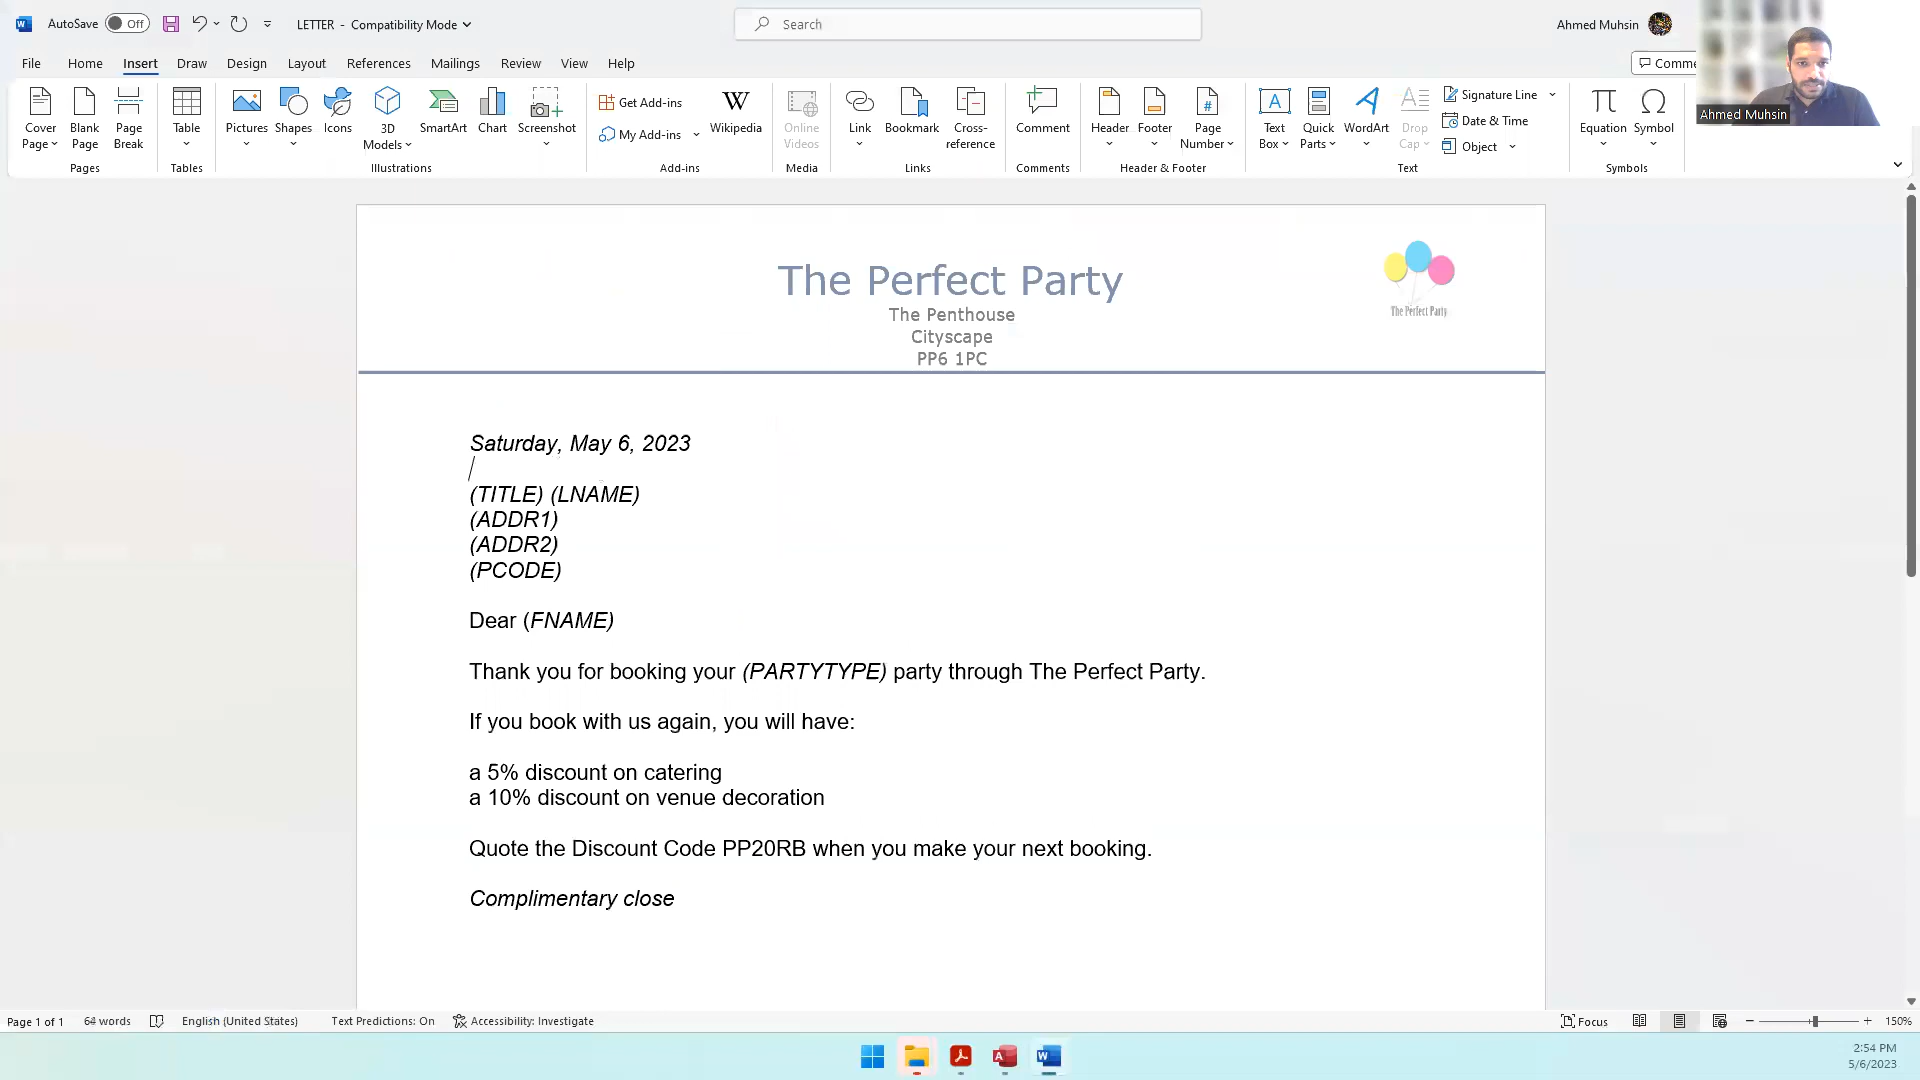 AutoSave Off LETTER - Compatibility Mode Search Ahmed Muhsin
File Home Insert Draw Design Layout References Mailings Review View Help Comme
Cover Page Blank Page Page Break Table Pictures Shapes Icons 3D Models SmartArt Chart Screenshot Get Add-ins My Add-ins Wikipedia Online Videos Link Bookmark Cross-reference Comment Header Footer Page Number Text Box Quick Parts WordArt Drop Cap Signature Line Date & Time Object Equation Symbol
Pages Tables Illustrations Add-ins Media Links Comments Header & Footer Text Symbols
Ahmed Muhsin
The Perfect Party
The Penthouse
Cityscape
PP6 1PC
The Perfect Party
Saturday, May 6, 2023
(TITLE) (LNAME)
(ADDR1)
(ADDR2)
(PCODE)
Dear (FNAME)
Thank you for booking your (PARTYTYPE) party through The Perfect Party.
If you book with us again, you will have:
a 5% discount on catering
a 10% discount on venue decoration
Quote the Discount Code PP20RB when you make your next booking.
Complimentary close
Page 1 of 1 64 words English (United States) Text Predictions: On Accessibility: Investigate Focus 150%
2:54 PM
5/6/2023